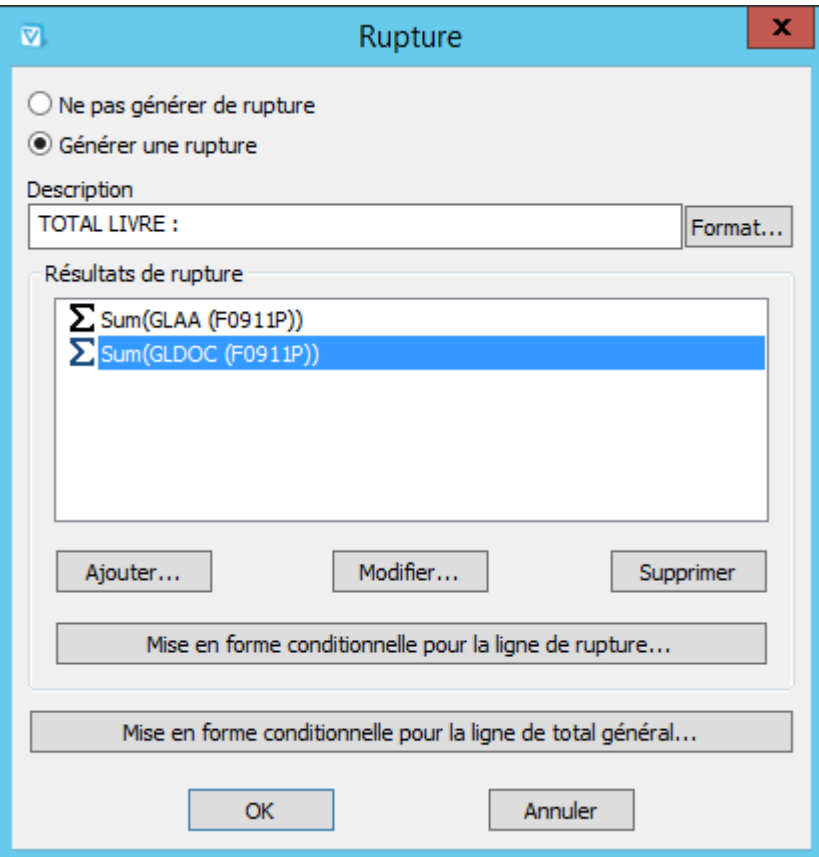 Rupture
Ne pas générer de rupture
Générer une rupture
Description
TOTAL LIVRE :
Format...
Résultats de rupture
Σ Sum(GLAA (F0911P))
Σ Sum(GLDOC (F0911P))
Ajouter... Modifier... Supprimer
Mise en forme conditionnelle pour la ligne de rupture...
Mise en forme conditionnelle pour la ligne de total général...
OK Annuler